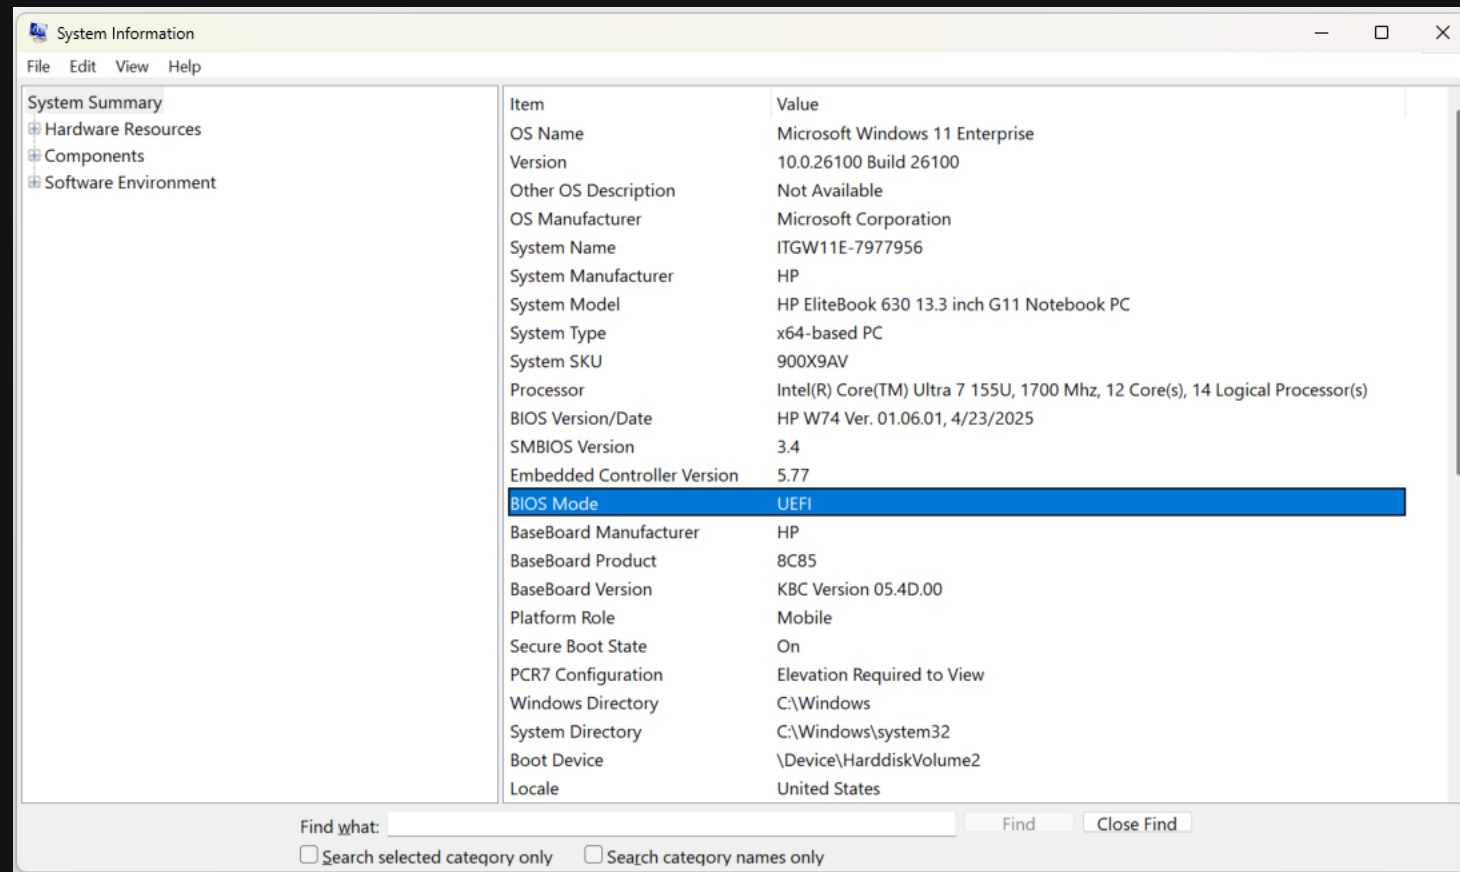 System Information
File Edit View Help
System Summary
Hardware Resources
Components
Software Environment
Item Value
OS Name Microsoft Windows 11 Enterprise
Version 10.0.26100 Build 26100
Other OS Description Not Available
OS Manufacturer Microsoft Corporation
System Name ITGW11E-7977956
System Manufacturer HP
System Model HP EliteBook 630 13.3 inch G11 Notebook PC
System Type x64-based PC
System SKU 900X9AV
Processor Intel(R) Core(TM) Ultra 7 155U, 1700 Mhz, 12 Core(s), 14 Logical Processor(s)
BIOS Version/Date HP W74 Ver. 01.06.01, 4/23/2025
SMBIOS Version 3.4
Embedded Controller Version 5.77
BIOS Mode UEFI
BaseBoard Manufacturer HP
BaseBoard Product 8C85
BaseBoard Version KBC Version 05.4D.00
Platform Role Mobile
Secure Boot State On
PCR7 Configuration Elevation Required to View
Windows Directory C:\Windows
System Directory C:\Windows\system32
Boot Device \Device\HarddiskVolume2
Locale United States
Find what: Find Close Find
Search selected category only Search category names only